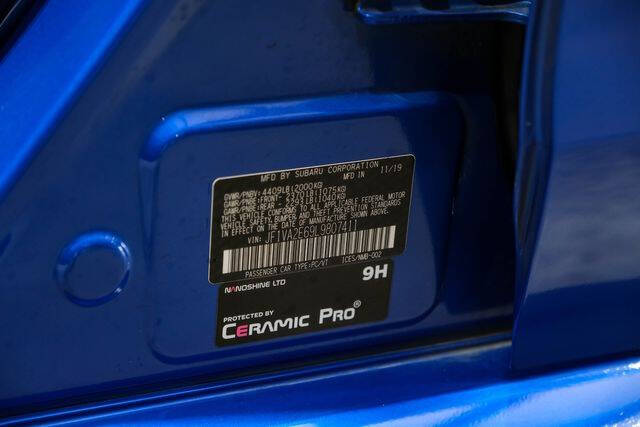 MFD BY SUBARU CORPORATION
MFD IN 11/19
GVWR/PNBV: 4409LB(2000KG)
GAWR/PNBE:FRONT- 2370LB(1075KG)
GAWR/PNBE:REAR- 2293LB(1040KG)
THIS VEHICLE CONFORMS TO ALL APPLICABLE FEDERAL MOTOR
VEHICLE SAFETY, BUMPER AND THEFT PREVENTION STANDARDS
IN EFFECT ON THE DATE OF MANUFACTURE SHOWN ABOVE.
VIN: JF1VA2E69L9807411
PASSENGER CAR TYPE:PC/VT ICES/NMB-002
NANOSHINE LTD 9H
PROTECTED BY
CERAMIC PRO®